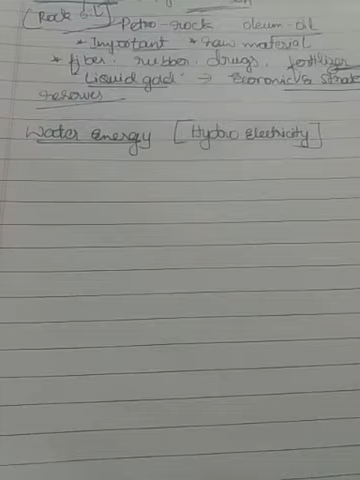 [Rock oil] Petro-rock oleum-oil
* Important * raw material
* fiber, rubber, drugs, fertilizer
Liquid gold → economic &
reserves
Water energy [Hydro electricity]